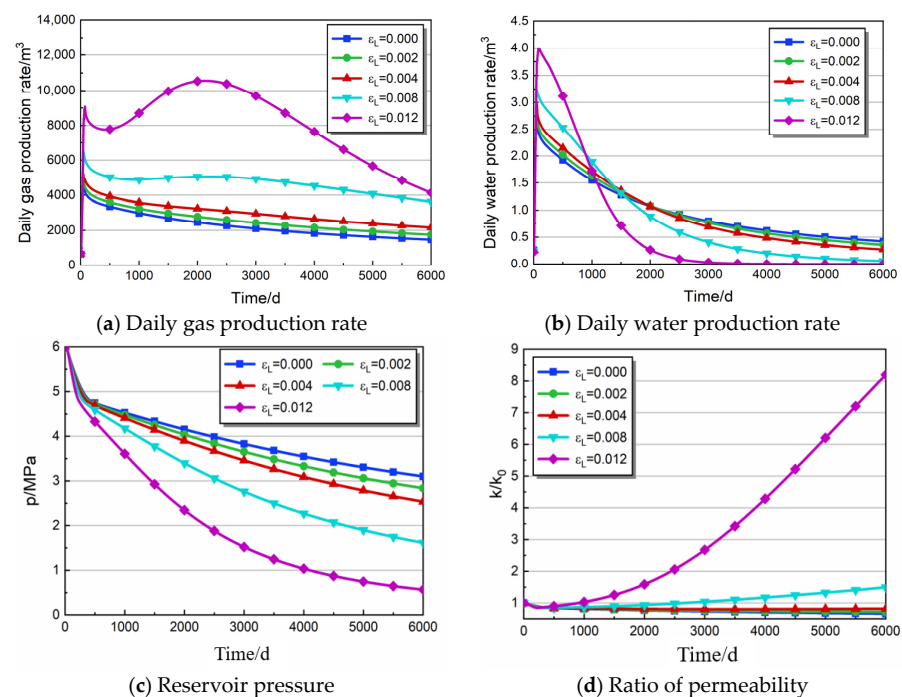 14,000
12,000
10,000
8000
6000
4000
2000
0 1000 2000 3000 4000 5000 6000
Daily gas production rate/m³
Time/d
εL=0.000
εL=0.002
εL=0.004
εL=0.008
εL=0.012
(a) Daily gas production rate
4.5
4.0
3.5
3.0
2.5
2.0
1.5
1.0
0.5
0.0
0 1000 2000 3000 4000 5000 6000
Daily water production rate/m³
Time/d
εL=0.000
εL=0.002
εL=0.004
εL=0.008
εL=0.012
(b) Daily water production rate
6
5
4
3
2
1
0
0 1000 2000 3000 4000 5000 6000
p/MPa
Time/d
εL=0.000 εL=0.002
εL=0.004 εL=0.008
εL=0.012
(c) Reservoir pressure
9
8
7
6
5
4
3
2
1
0 1000 2000 3000 4000 5000 6000
k/k0
Time/d
εL=0.000
εL=0.002
εL=0.004
εL=0.008
εL=0.012
(d) Ratio of permeability